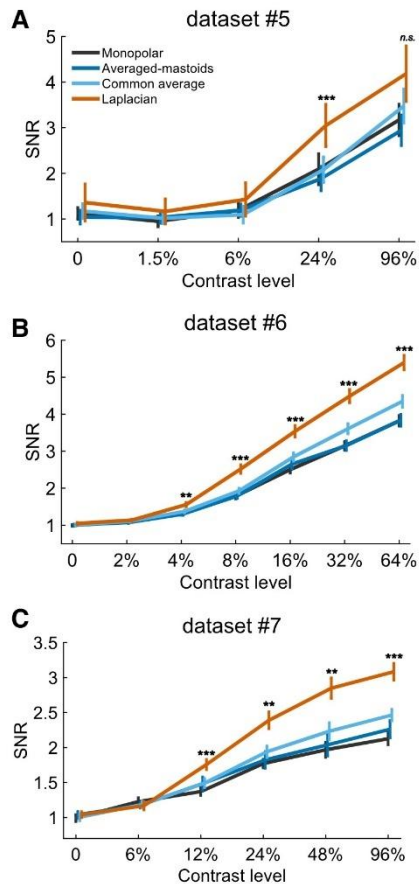 A
dataset #5
5
4
3
2
1
SNR
Monopolar
Averaged-mastoids
Common average
Laplacian
***
n.s.
0 1.5% 6% 24% 96%
Contrast level
B
dataset #6
6
5
4
3
2
1
SNR
** *** *** *** ***
0 2% 4% 8% 16% 32% 64%
Contrast level
C
dataset #7
3.5
3
2.5
2
1.5
1
SNR
*** ** ** ***
0 6% 12% 24% 48% 96%
Contrast level